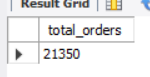 Result Grid
total_orders
21350